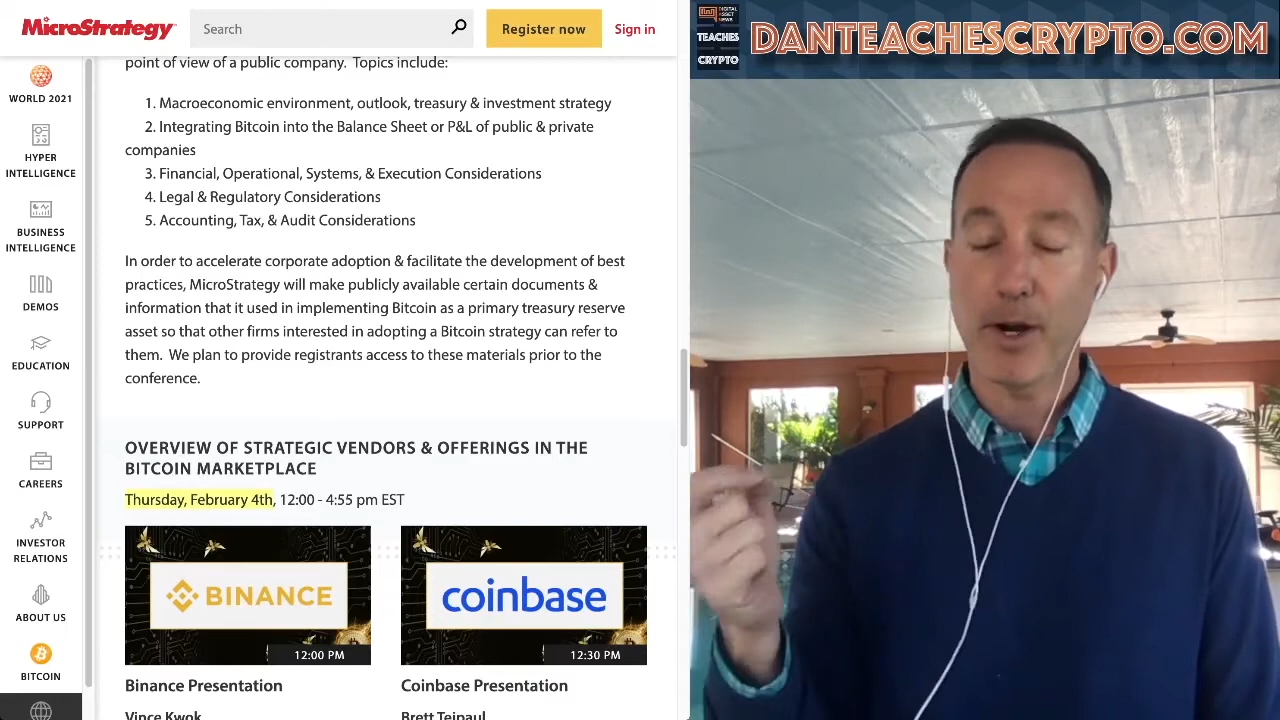 MicroStrategy
Search
Register now
Sign in
DIGITAL
ASSET
NEWS
TEACHES
CRYPTO
DANTEACHESCRYPTO.COM
WORLD 2021
HYPER
INTELLIGENCE
BUSINESS
INTELLIGENCE
DEMOS
EDUCATION
SUPPORT
CAREERS
INVESTOR
RELATIONS
ABOUT US
BITCOIN
point of view of a public company. Topics include:
1. Macroeconomic environment, outlook, treasury & investment strategy
2. Integrating Bitcoin into the Balance Sheet or P&L of public & private
companies
3. Financial, Operational, Systems, & Execution Considerations
4. Legal & Regulatory Considerations
5. Accounting, Tax, & Audit Considerations
In order to accelerate corporate adoption & facilitate the development of best
practices, MicroStrategy will make publicly available certain documents &
information that it used in implementing Bitcoin as a primary treasury reserve
asset so that other firms interested in adopting a Bitcoin strategy can refer to
them. We plan to provide registrants access to these materials prior to the
conference.
OVERVIEW OF STRATEGIC VENDORS & OFFERINGS IN THE
BITCOIN MARKETPLACE
Thursday, February 4th, 12:00 - 4:55 pm EST
BINANCE
12:00 PM
coinbase
12:30 PM
Binance Presentation
Coinbase Presentation
Vince Kwok
Brett Tejpaul